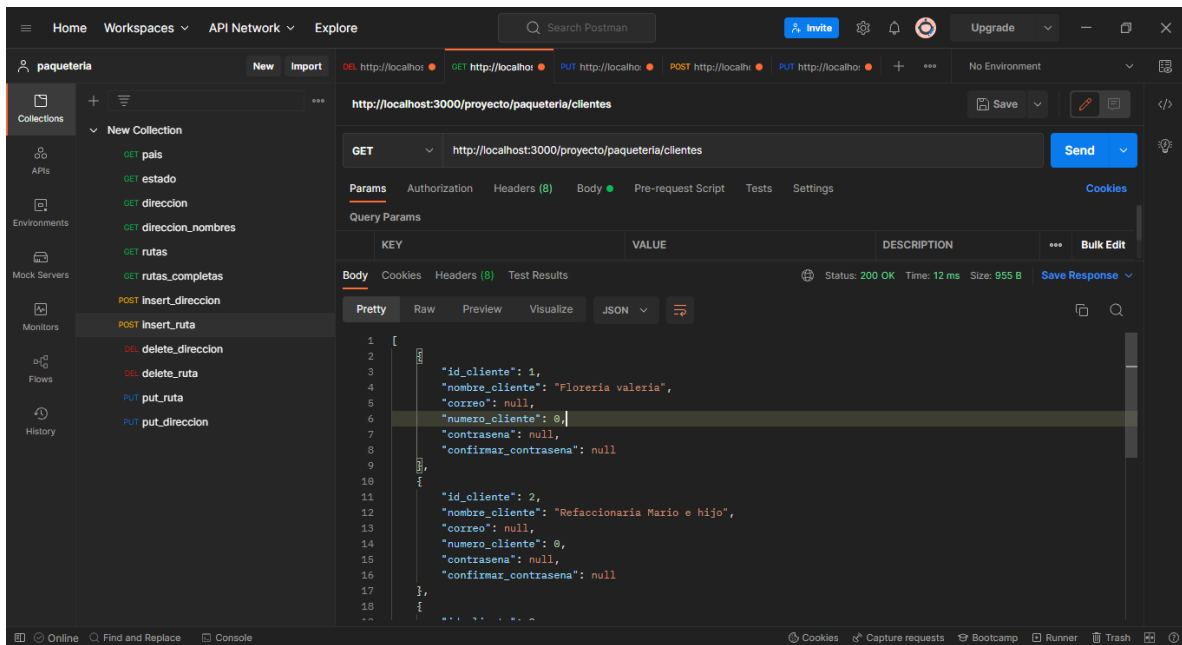 Home Workspaces API Network Explore Search Postman Invite Upgrade
paqueteria New Import DEL http://localhos GET http://localhos PUT http://localhos POST http://localho PUT http://localhos No Environment
Collections
APIs
Environments
Mock Servers
Monitors
Flows
History
New Collection
GET pais
GET estado
GET direccion
GET direccion_nombres
GET rutas
GET rutas_completas
POST insert_direccion
POST insert_ruta
DEL delete_direccion
DEL delete_ruta
PUT put_ruta
PUT put_direccion
http://localhost:3000/proyecto/paqueteria/clientes Save
GET http://localhost:3000/proyecto/paqueteria/clientes Send
Params Authorization Headers (8) Body Pre-request Script Tests Settings Cookies
Query Params
KEY VALUE DESCRIPTION Bulk Edit
Body Cookies Headers (8) Test Results Status: 200 OK Time: 12 ms Size: 955 B Save Response
Pretty Raw Preview Visualize JSON
1 [
2 {
3 "id_cliente": 1,
4 "nombre_cliente": "Floreria valeria",
5 "correo": null,
6 "numero_cliente": 0,
7 "contrasena": null,
8 "confirmar_contrasena": null
9 },
10 {
11 "id_cliente": 2,
12 "nombre_cliente": "Refaccionaria Mario e hijo",
13 "correo": null,
14 "numero_cliente": 0,
15 "contrasena": null,
16 "confirmar_contrasena": null
17 },
18 {
Online Find and Replace Console Cookies Capture requests Bootcamp Runner Trash